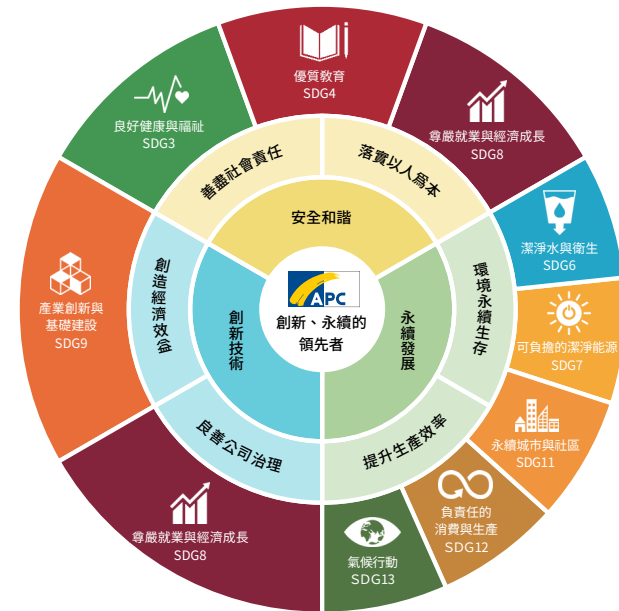 優質教育
SDG4
尊嚴就業與經濟成長
SDG8
潔淨水與衛生
SDG6
可負擔的潔淨能源
SDG7
永續城市與社區
SDG11
負責任的
消費與生產
SDG12
氣候行動
SDG13
尊嚴就業與經濟成長
SDG8
產業創新與
基礎建設
SDG9
良好健康與福祉
SDG3
善盡社會責任
落實以人為本
環境永續生存
提升生產效率
良善公司治理
創造經濟效益
安全和諧
永續發展
創新技術
APC
創新、永續的
領先者